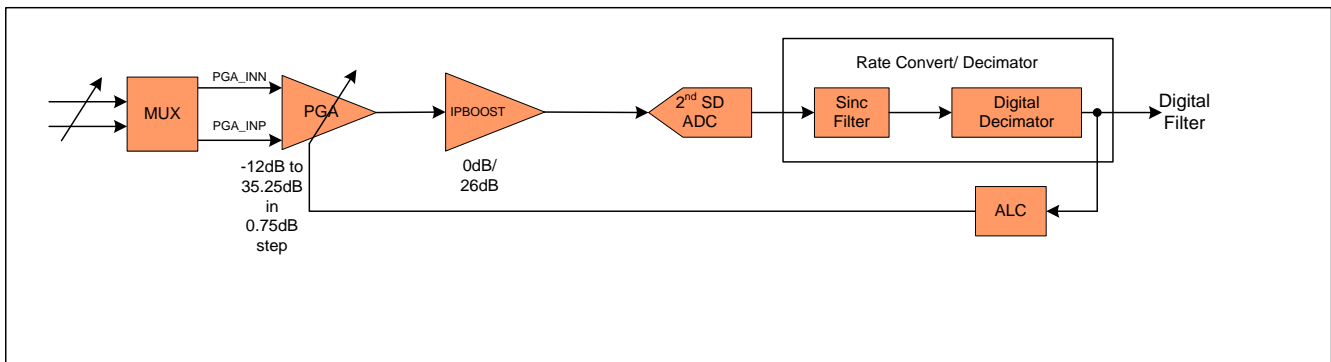 Rate Convert/ Decimator
PGA_INN
MUX
PGA
PGA_INP
IPBOOST
2nd SD
ADC
Sinc
Filter
Digital
Decimator
Digital
Filter
-12dB to
35.25dB
in
0.75dB
step
0dB/
26dB
ALC